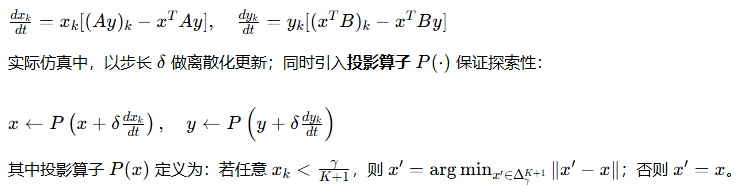 $\frac{dx_k}{dt} = x_k[(Ay)_k - x^T Ay], \quad \frac{dy_k}{dt} = y_k[(x^T B)_k - x^T By]$
实际仿真中，以步长 $\delta$ 做离散化更新；同时引入投影算子 $P(\cdot)$ 保证探索性：
$x \leftarrow P\left(x + \delta \frac{dx_k}{dt}\right), \quad y \leftarrow P\left(y + \delta \frac{dy_k}{dt}\right)$
其中投影算子 $P(x)$ 定义为：若任意 $x_k < \frac{\gamma}{K+1}$，则 $x' = \arg\min_{x' \in \Delta_\gamma^{K+1}} \|x' - x\|$；否则 $x' = x$。